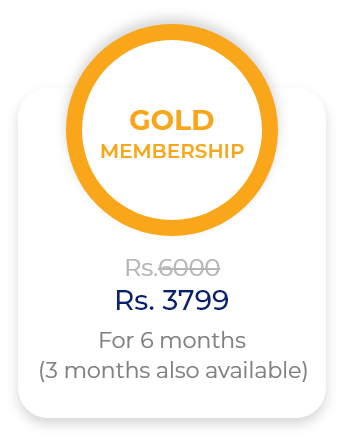 GOLD
MEMBERSHIP
Rs.6000
Rs. 3799
For 6 months
(3 months also available)